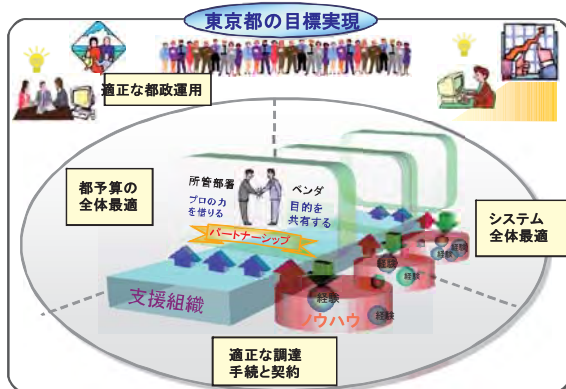 東京都の目標実現
適正な都政運用
都予算の
全体最適
所管部署
プロの力
を借りる
ベンダ
目的を
共有する
パートナーシップ
システム
全体最適
経験
経験
経験
経験
支援組織
経験
ノウハウ
適正な調達
手続と契約